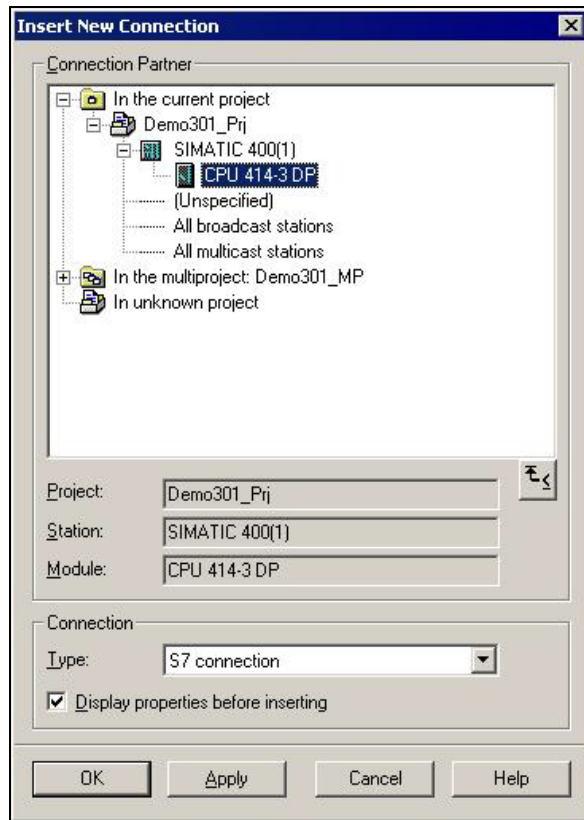 Insert New Connection
Connection Partner
In the current project
Demo301_Prj
SIMATIC 400(1)
CPU 414-3 DP
(Unspecified)
All broadcast stations
All multicast stations
In the multiproject: Demo301_MP
In unknown project
Project: Demo301_Prj
Station: SIMATIC 400(1)
Module: CPU 414-3 DP
Connection
Type: S7 connection
Display properties before inserting
OK Apply Cancel Help